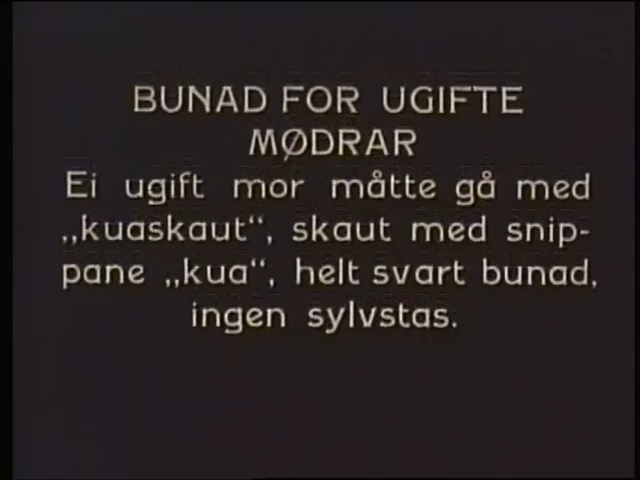 BUNAD FOR UGIFTE
MØDRAR
Ei ugift mor måtte gå med
„kuaskaut“, skaut med snip-
pane „kua“, helt svart bunad,
ingen sylvstas.